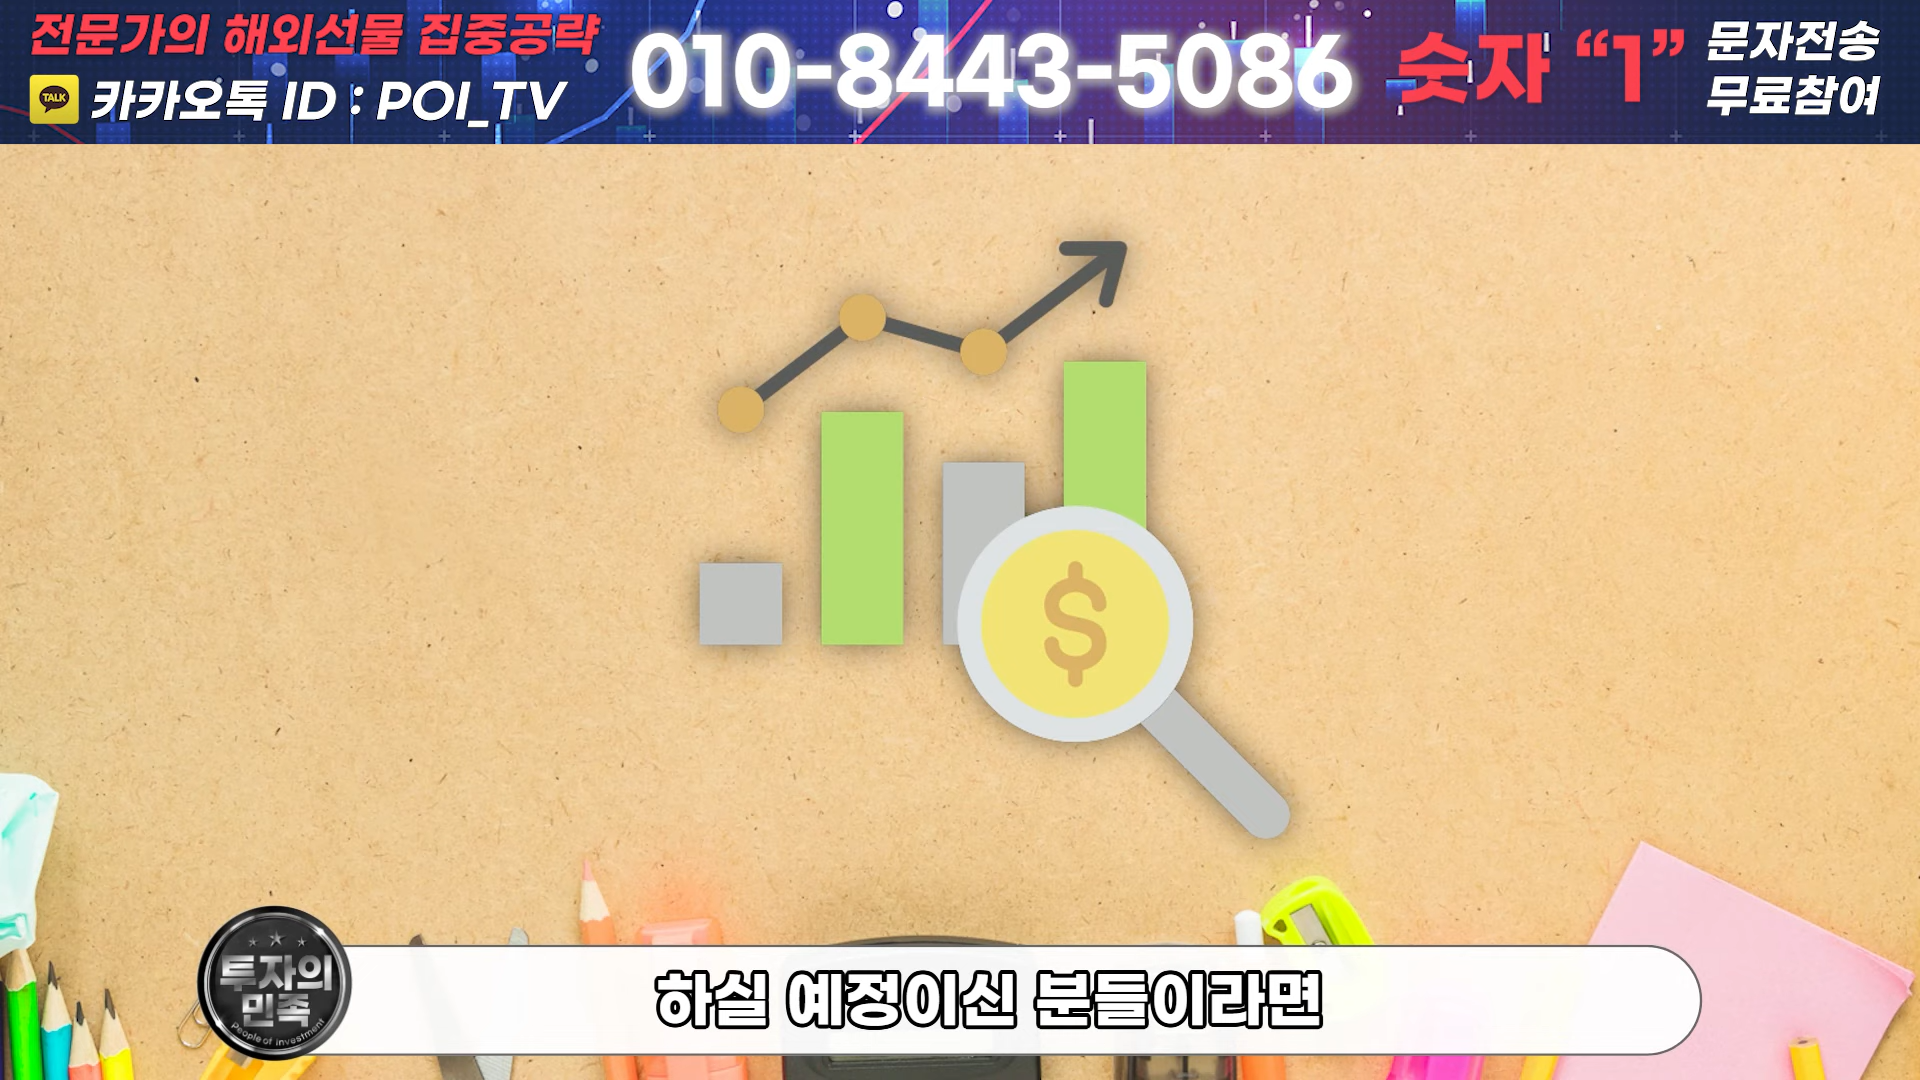 전문가의 해외선물 집중공략
TALK 카카오톡 ID : POI_TV
010-8443-5086
숫자 “1”
문자전송
무료참여
$
투자의
민족
People of investment
하실 예정이신 분들이라면